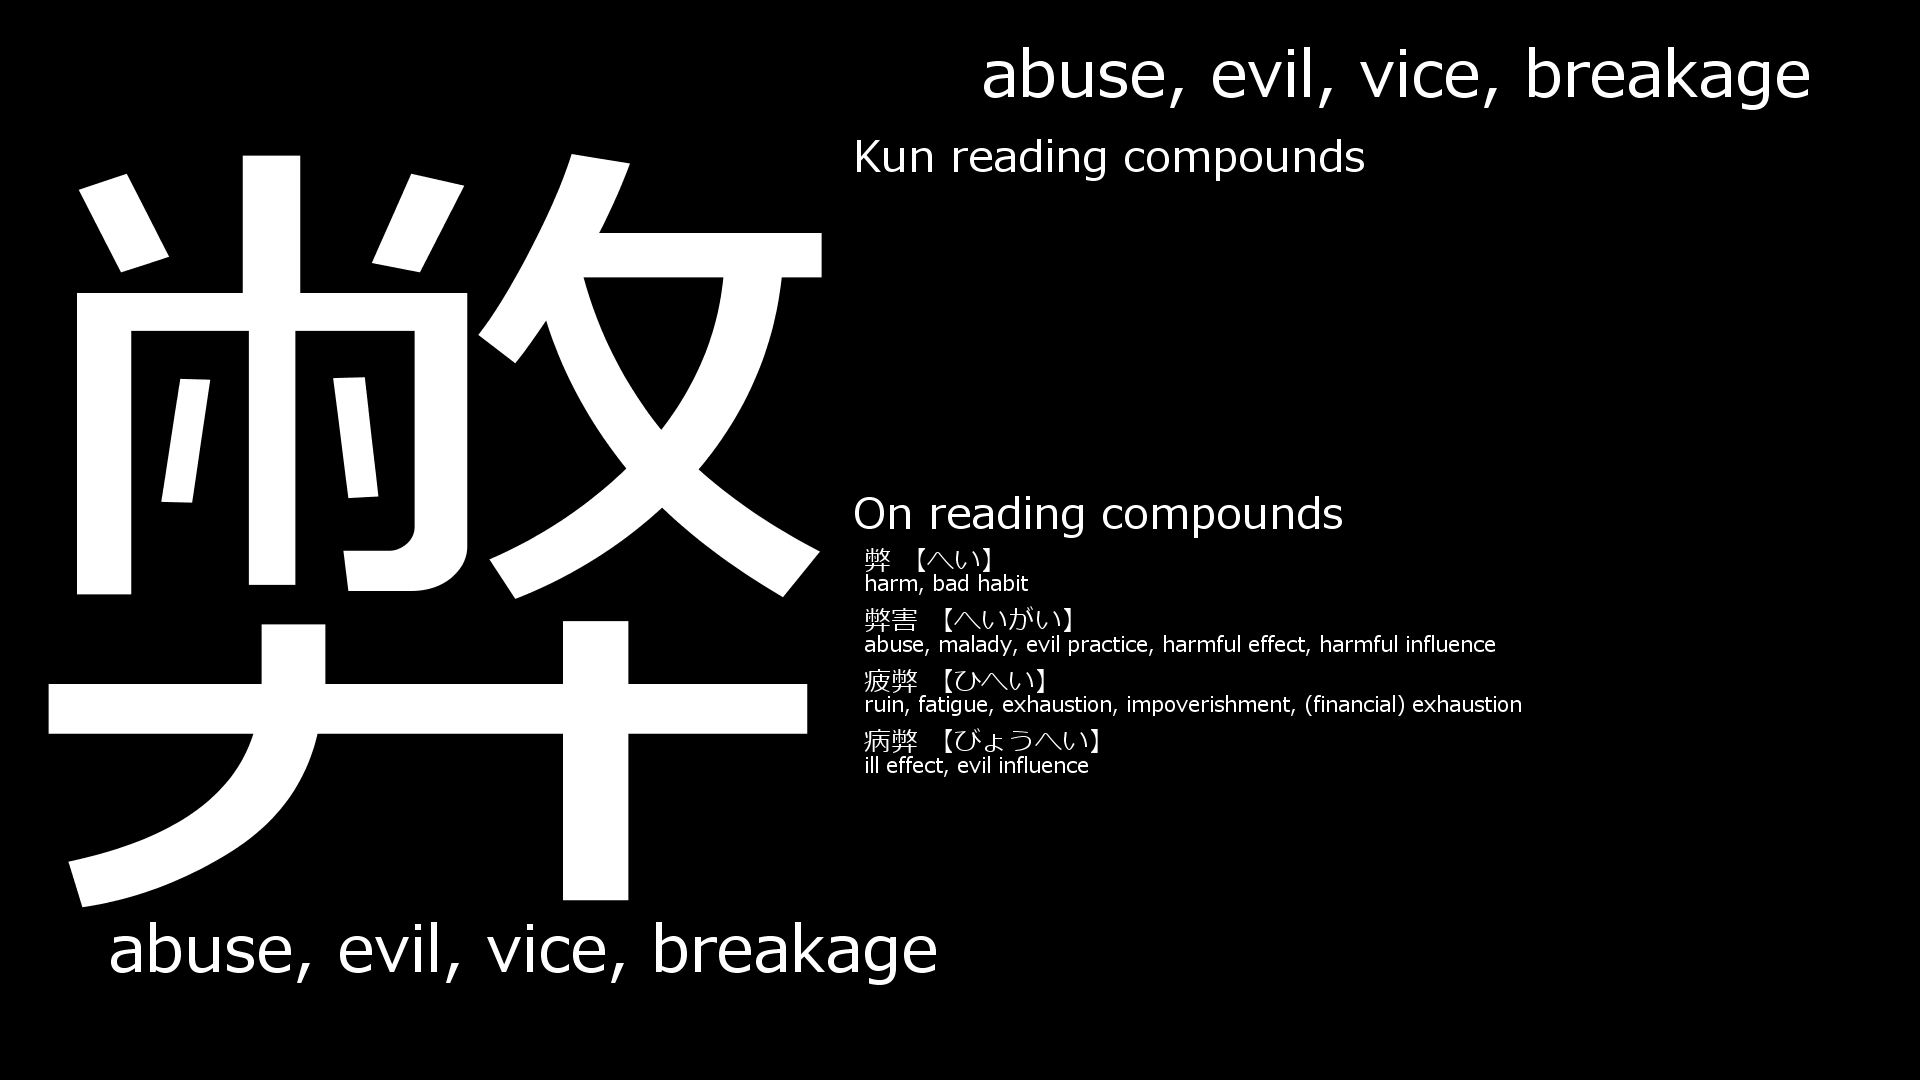 弊
abuse, evil, vice, breakage
abuse, evil, vice, breakage
Kun reading compounds
On reading compounds
弊 【へい】
harm, bad habit
弊害 【へいがい】
abuse, malady, evil practice, harmful effect, harmful influence
疲弊 【ひへい】
ruin, fatigue, exhaustion, impoverishment, (financial) exhaustion
病弊 【びょうへい】
ill effect, evil influence